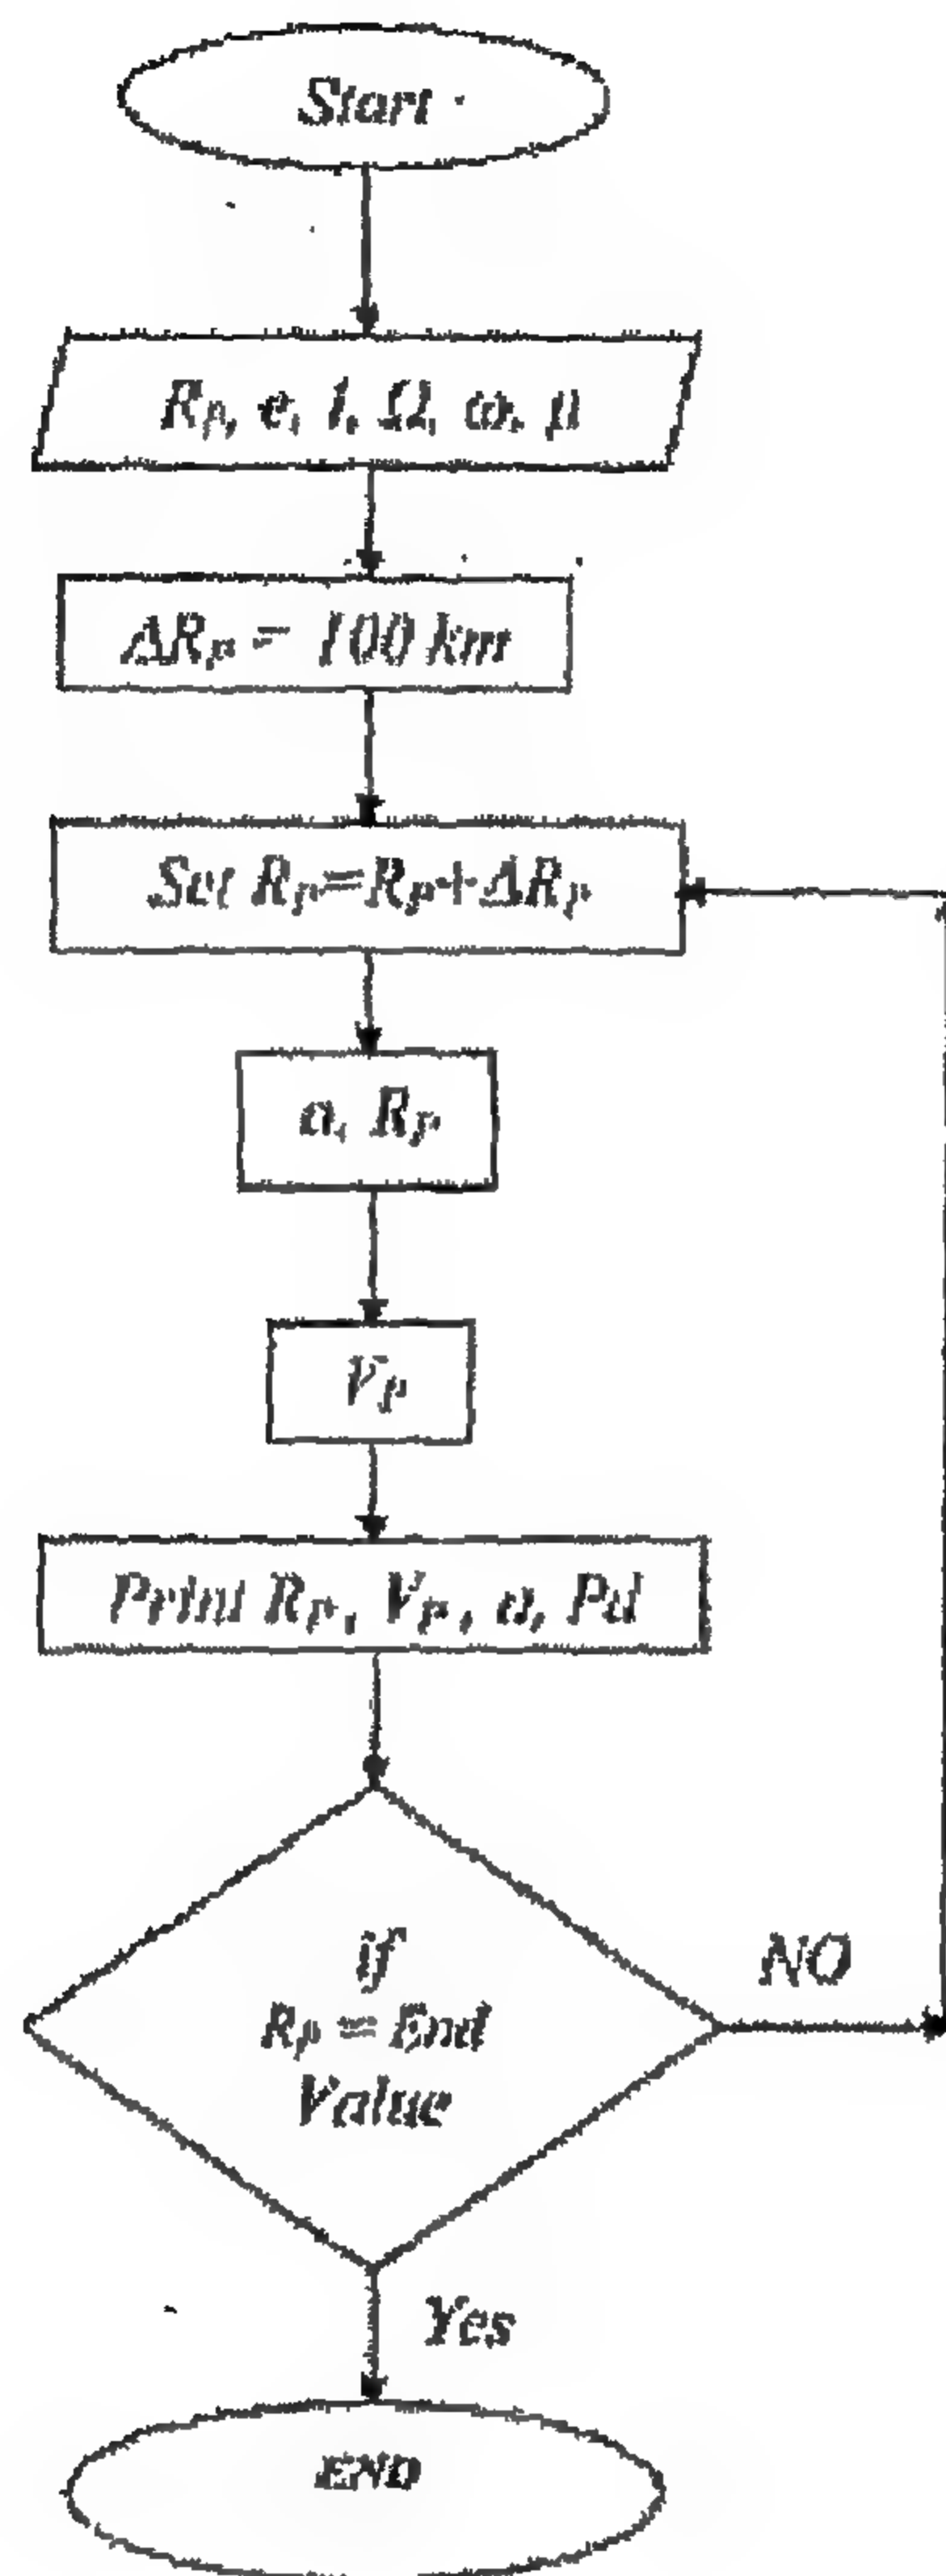 Start
Rp, e, I, Ω, ω, μ
ΔRP = 100 km
Set RP=RP+ΔRP
a, RP
VP
Print RP, VP, a, Pd
if
Rp = End
Value
NO
Yes
END